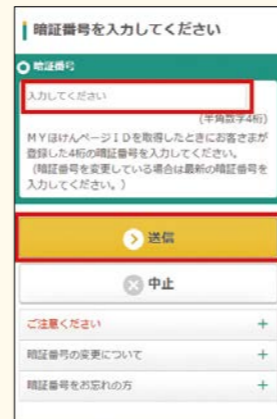 暗証番号を入力してください
暗証番号
入力してください
(半角数字4桁)
MYほけんページIDを取得したときにお客さまが
登録した4桁の暗証番号を入力してください。
(暗証番号を変更している場合は最新の暗証番号を
入力してください。)
送信
中止
ご注意ください
暗証番号の変更について
暗証番号をお忘れの方